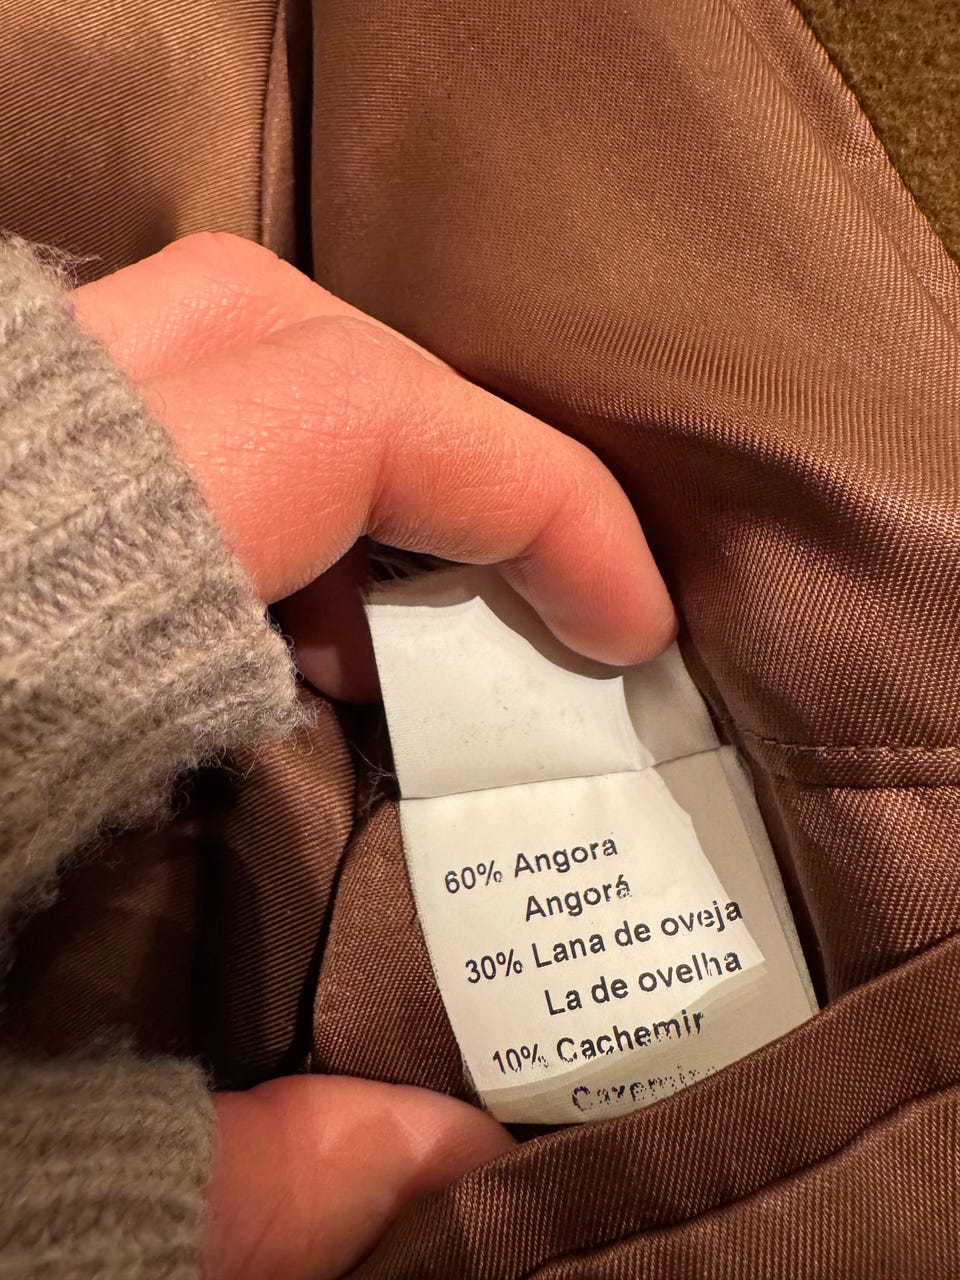 60% Angora
Angorá
30% Lana de oveja
La de ovelha
10% Cachemir